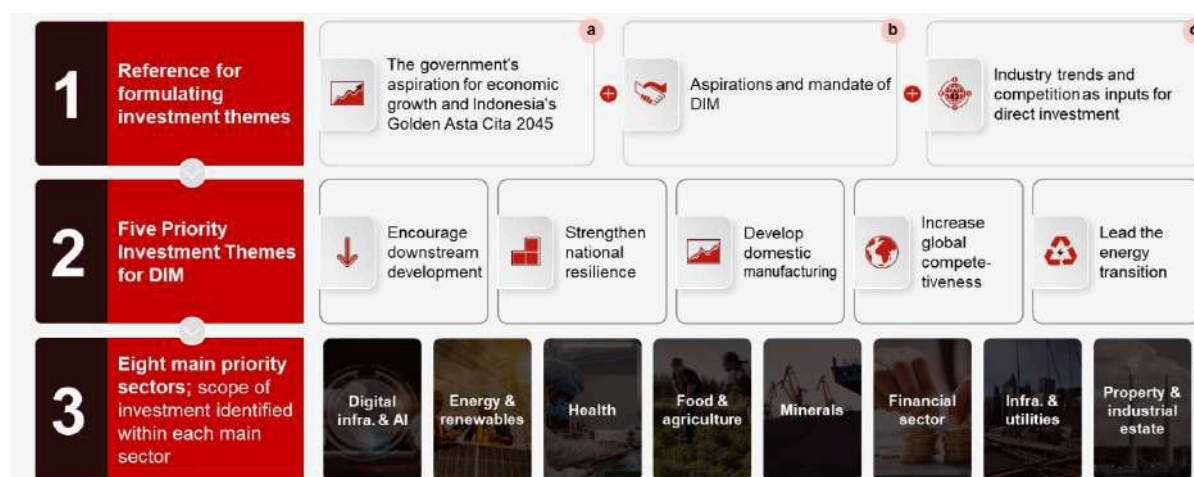 a
b
c
1
Reference for
formulating
investment themes
The government's
aspiration for economic
growth and Indonesia's
Golden Asta Cita 2045
Aspirations and mandate of
DIM
Industry trends and
competition as inputs for
direct investment
2
Five Priority
Investment Themes
for DIM
Encourage
downstream
development
Strengthen
national
resilience
Develop
domestic
manufacturing
Increase
global
compete-
tiveness
Lead the
energy
transition
3
Eight main priority
sectors; scope of
investment identified
within each main
sector
Digital
infra. & AI
Energy &
renewables
Health
Food &
agriculture
Minerals
Financial
sector
Infra. &
utilities
Property &
industrial
estate